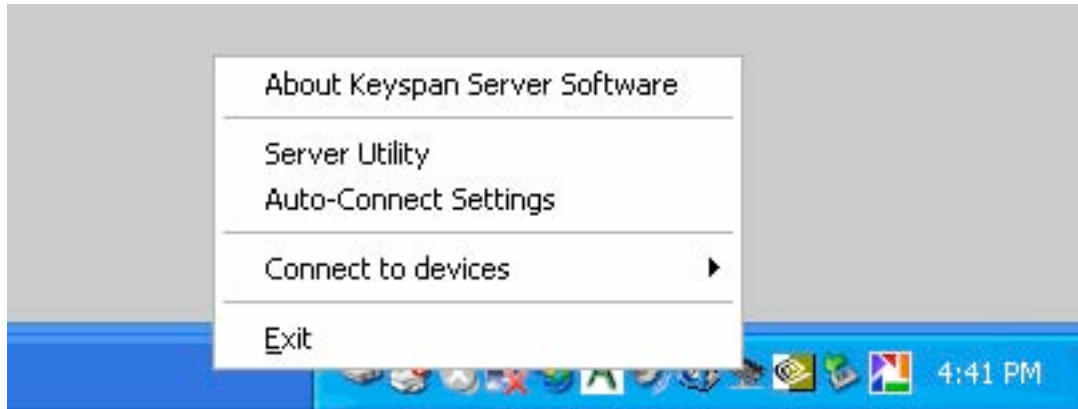 About Keyspan Server Software
Server Utility
Auto-Connect Settings
Connect to devices
Exit
4:41 PM